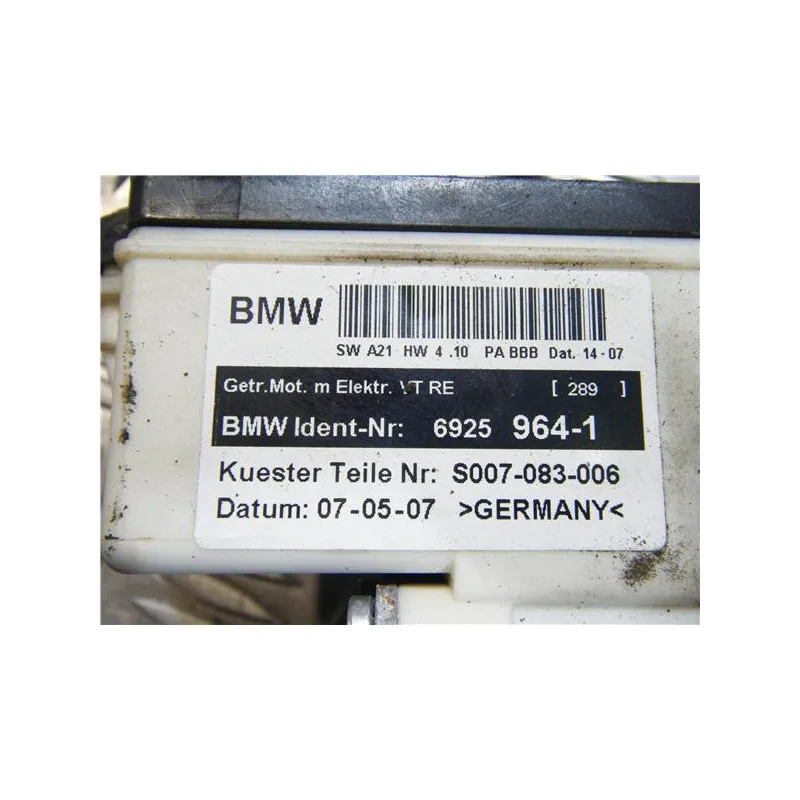 BMW
SW A21 HW 4 .10 PA BBB Dat. 14-07
Getr.Mot. m Elektr. VT RE [ 289 ]
BMW Ident-Nr: 6925 964-1
Kuester Teile Nr: S007-083-006
Datum: 07-05-07 >GERMANY<